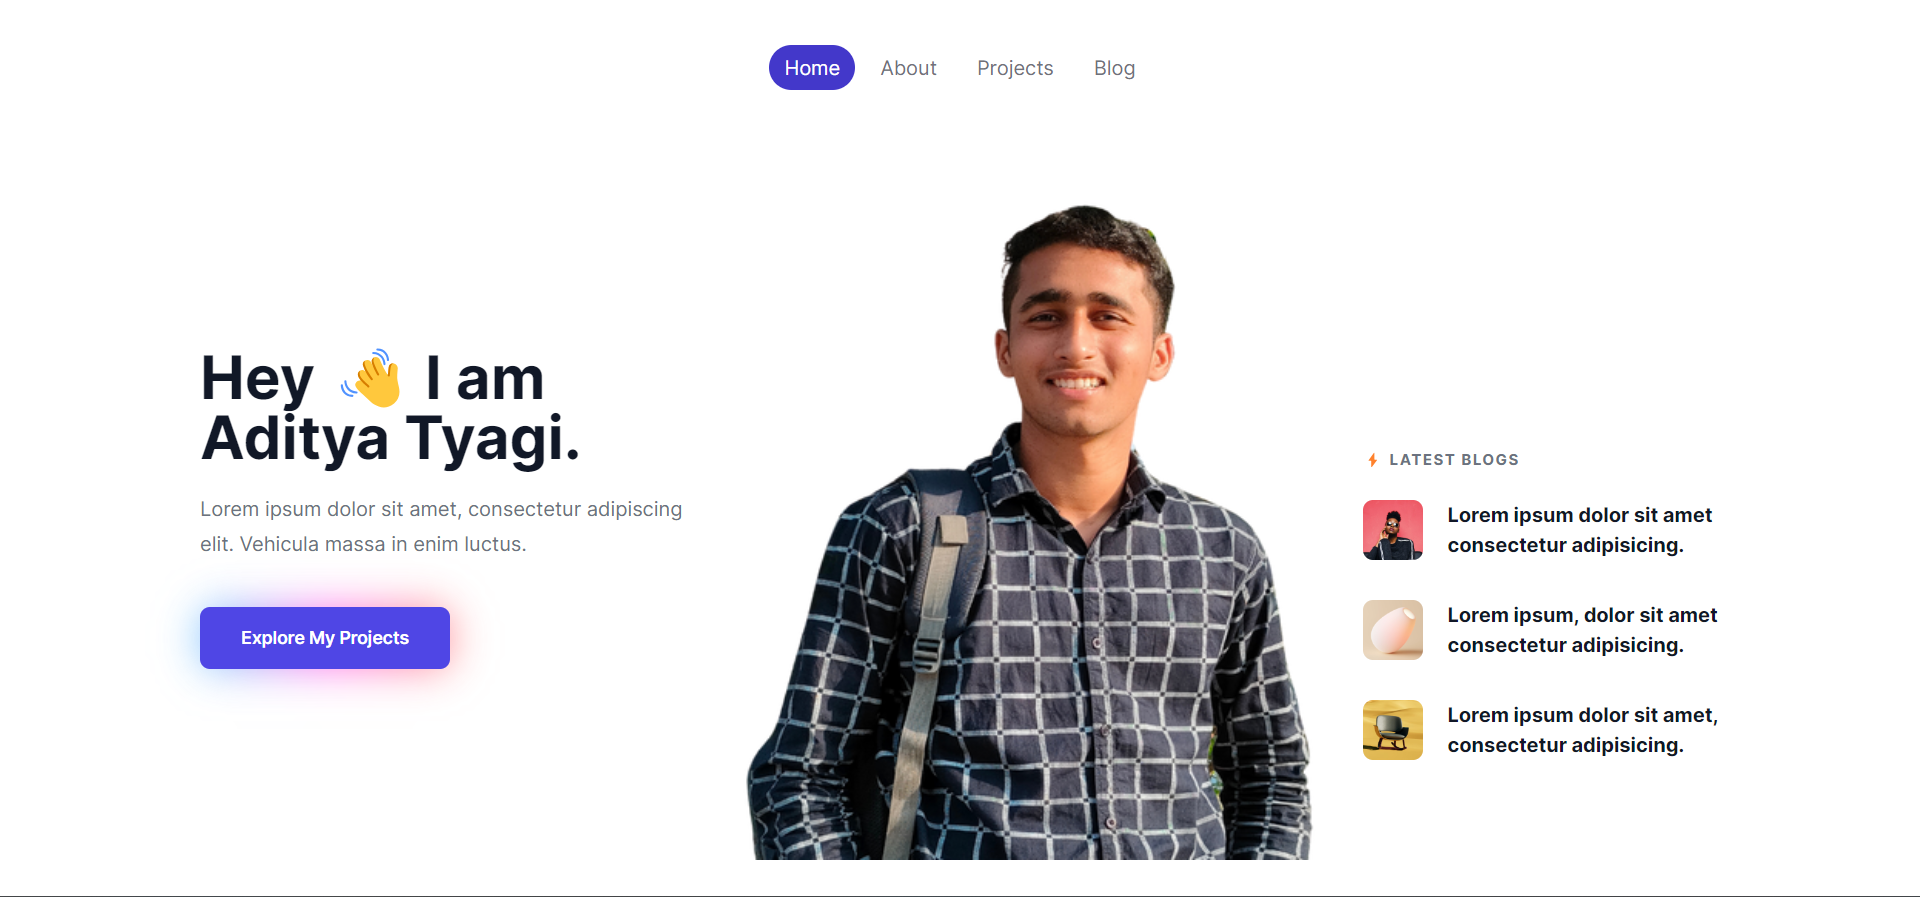 Home About Projects Blog
Hey 👋 I am
Aditya Tyagi.
Lorem ipsum dolor sit amet, consectetur adipiscing
elit. Vehicula massa in enim luctus.
Explore My Projects
LATEST BLOGS
Lorem ipsum dolor sit amet
consectetur adipisicing.
Lorem ipsum, dolor sit amet
consectetur adipisicing.
Lorem ipsum dolor sit amet,
consectetur adipisicing.